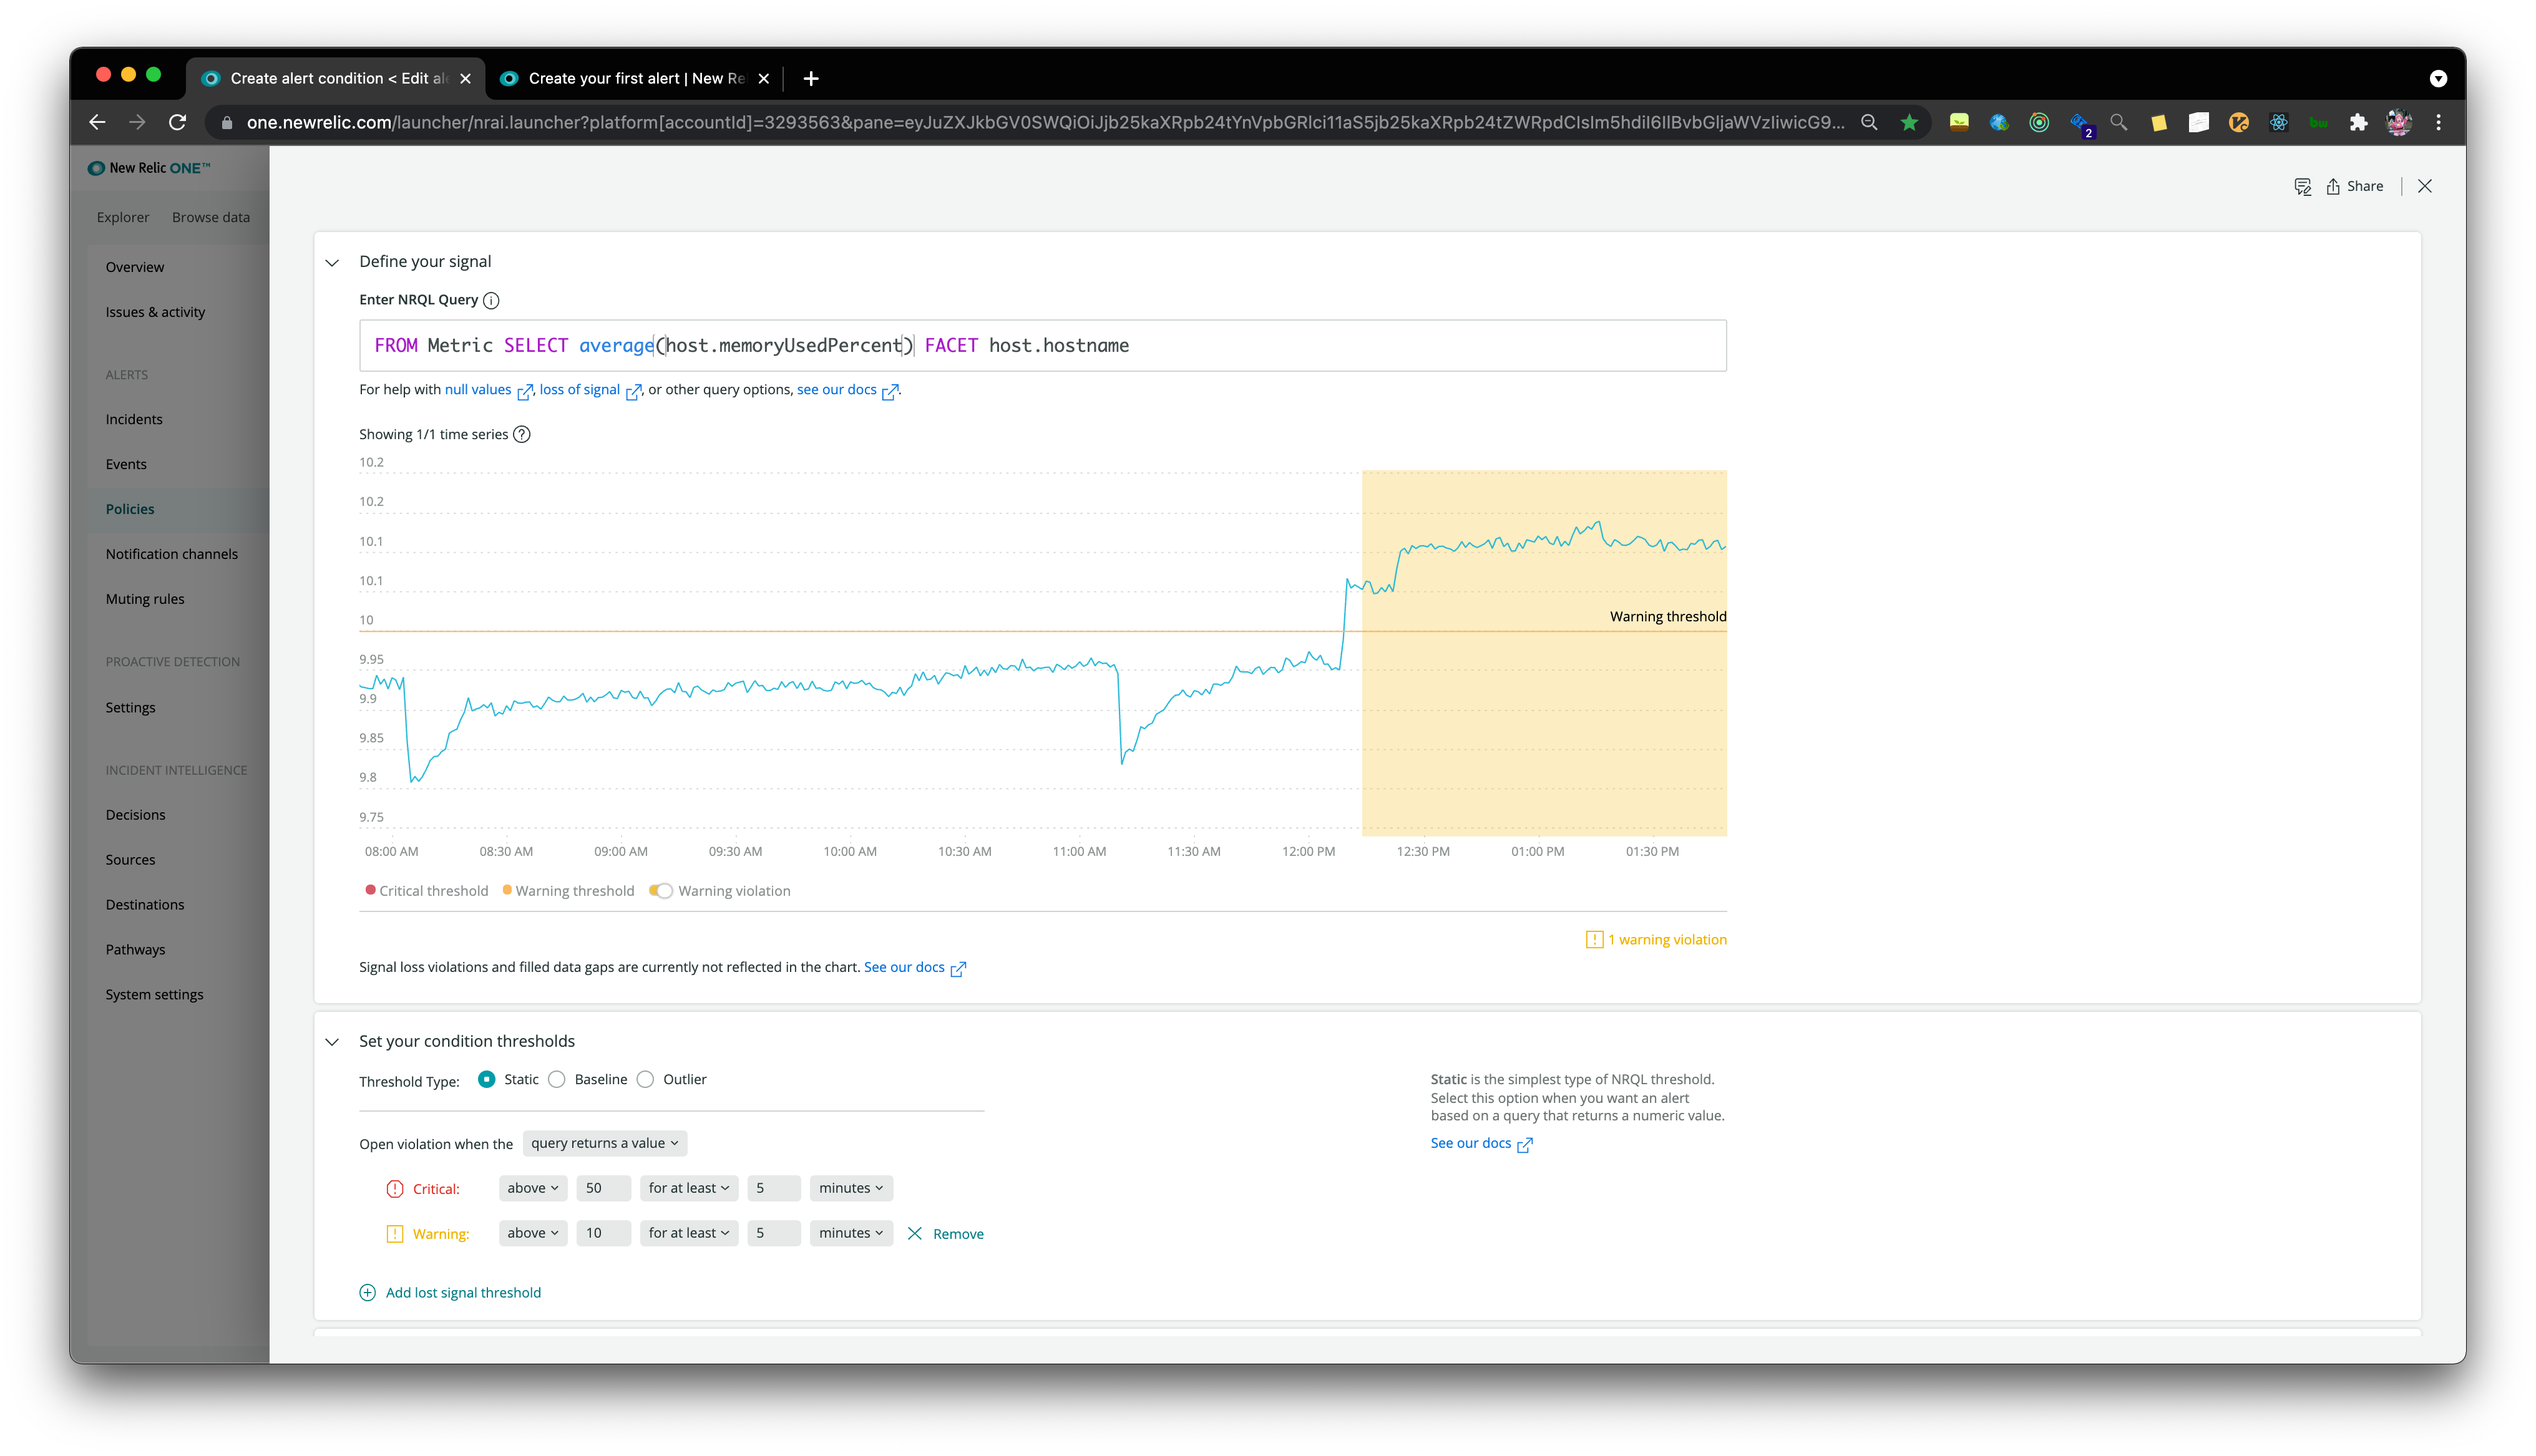 Create alert condition < Edit ale
Create your first alert | New Re
one.newrelic.com/launcher/nrai.launcher?platform[accountId]=3293563&pane=eyJuZXJkbGV0SWQiOiJjb25kaXRpb24tYnVpbGRlci11aS5jb25kaXRpb24tZWRpdCIsIm5hdiI6IlBvbGljaWVzIiwicG9...
2
New Relic ONE™
Share
Explorer Browse data
Overview
Issues & activity
ALERTS
Incidents
Events
Policies
Notification channels
Muting rules
PROACTIVE DETECTION
Settings
INCIDENT INTELLIGENCE
Decisions
Sources
Destinations
Pathways
System settings
Define your signal
Enter NRQL Query
FROM Metric SELECT average(host.memoryUsedPercent) FACET host.hostname
For help with null values, loss of signal, or other query options, see our docs.
Showing 1/1 time series
10.2
10.2
10.1
10.1
10
Warning threshold
9.95
9.9
9.85
9.8
9.75
08:00 AM 08:30 AM 09:00 AM 09:30 AM 10:00 AM 10:30 AM 11:00 AM 11:30 AM 12:00 PM 12:30 PM 01:00 PM 01:30 PM
Critical threshold Warning threshold Warning violation
1 warning violation
Signal loss violations and filled data gaps are currently not reflected in the chart. See our docs
Set your condition thresholds
Threshold Type: Static Baseline Outlier
Static is the simplest type of NRQL threshold.
Select this option when you want an alert
based on a query that returns a numeric value.
See our docs
Open violation when the query returns a value
Critical: above 50 for at least 5 minutes
Warning: above 10 for at least 5 minutes Remove
Add lost signal threshold